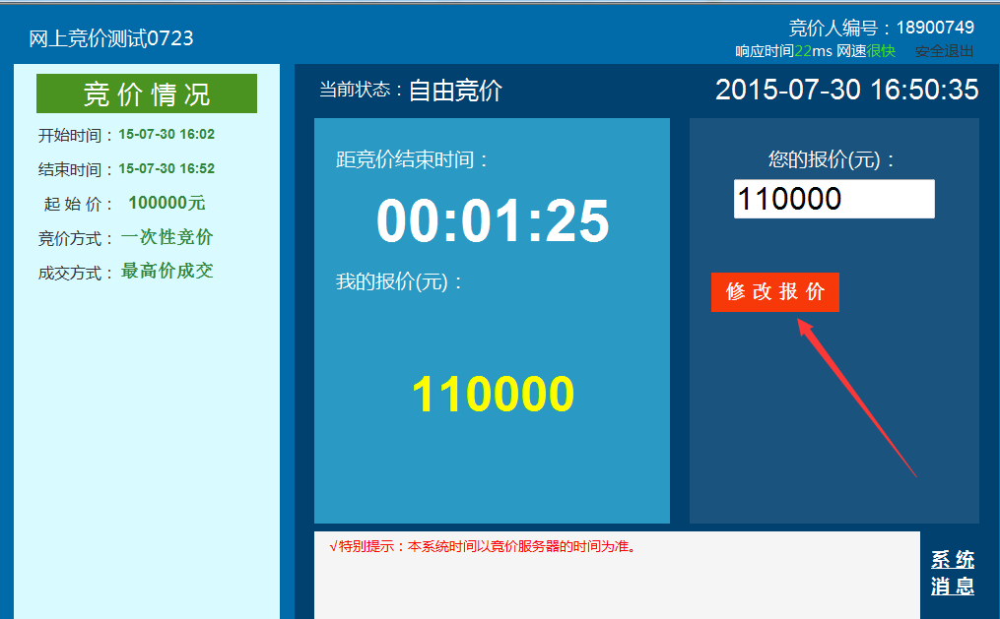 网上竞价测试0723
竞价人编号：18900749
响应时间22ms 网速很快 安全退出
竞 价 情 况
开始时间：15-07-30 16:02
结束时间：15-07-30 16:52
起 始 价： 100000元
竞价方式：一次性竞价
成交方式：最高价成交
当前状态：自由竞价
2015-07-30 16:50:35
距竞价结束时间：
00:01:25
我的报价(元)：
110000
您的报价(元)：
110000
修 改 报 价
√特别提示：本系统时间以竞价服务器的时间为准。
系 统
消 息